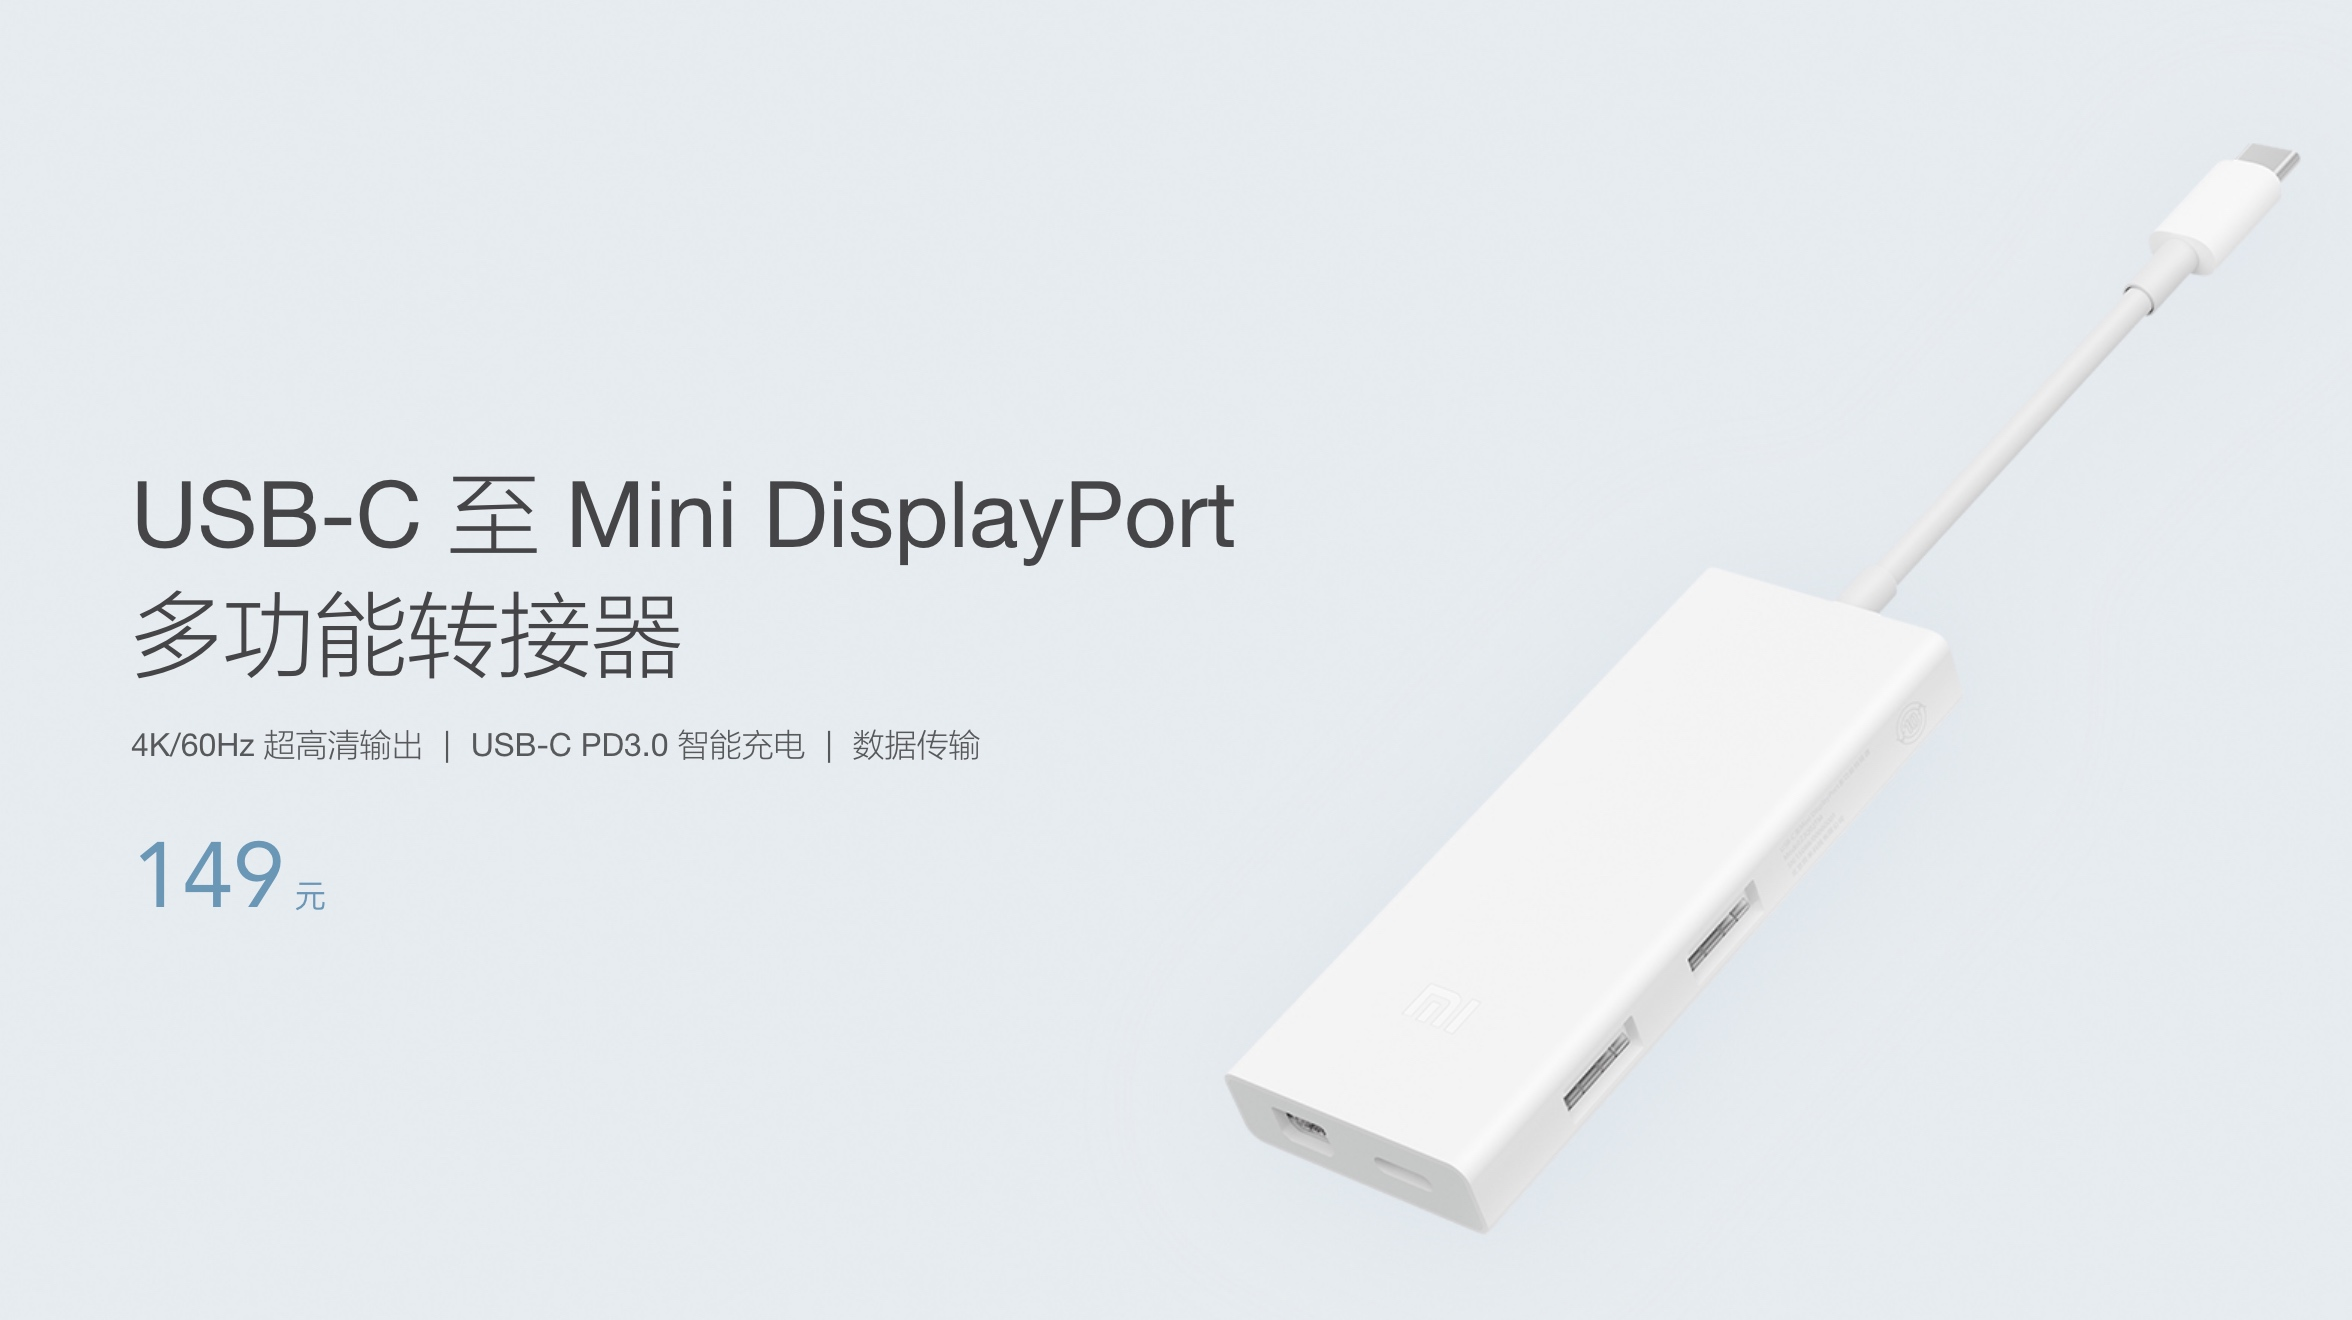 USB-C 至 Mini DisplayPort
多功能转接器
4K/60Hz 超高清输出 | USB-C PD3.0 智能充电 | 数据传输
149 元
mi